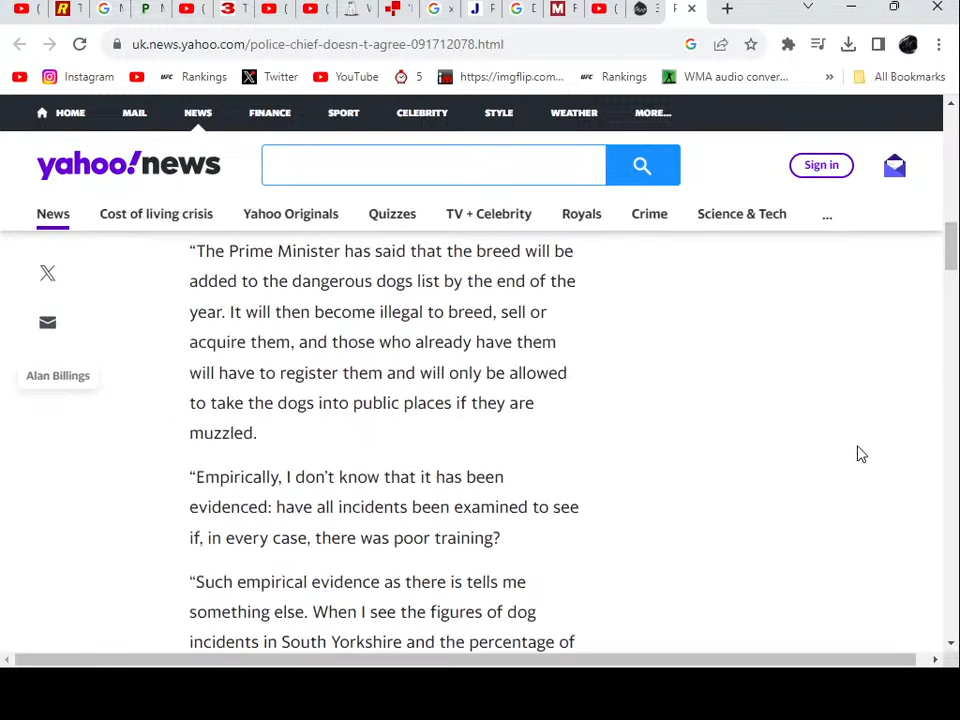 uk.news.yahoo.com/police-chief-doesn-t-agree-091712078.html
Instagram
UFC Rankings
Twitter
YouTube
5
https://imgflip.com...
UFC Rankings
WMA audio conver...
»
All Bookmarks
HOME
MAIL
NEWS
FINANCE
SPORT
CELEBRITY
STYLE
WEATHER
MORE...
yahoo!news
Sign in
News
Cost of living crisis
Yahoo Originals
Quizzes
TV + Celebrity
Royals
Crime
Science & Tech
...
“The Prime Minister has said that the breed will be
added to the dangerous dogs list by the end of the
year. It will then become illegal to breed, sell or
acquire them, and those who already have them
will have to register them and will only be allowed
to take the dogs into public places if they are
muzzled.
Alan Billings
“Empirically, I don’t know that it has been
evidenced: have all incidents been examined to see
if, in every case, there was poor training?
“Such empirical evidence as there is tells me
something else. When I see the figures of dog
incidents in South Yorkshire and the percentage of